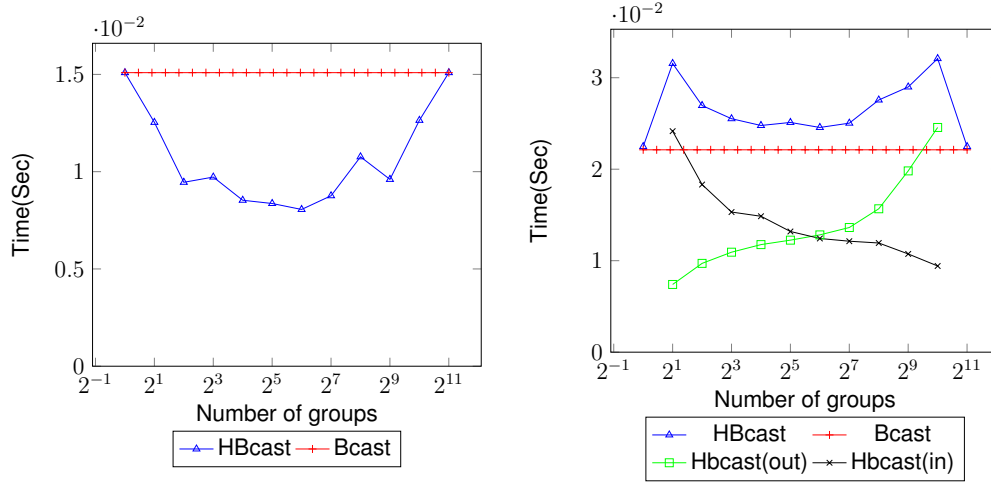 ·10⁻²
1.5
1
0.5
0
Time(Sec)
2⁻¹ 2¹ 2³ 2⁵ 2⁷ 2⁹ 2¹¹
Number of groups
HBcast Bcast
·10⁻²
3
2
1
0
Time(Sec)
2⁻¹ 2¹ 2³ 2⁵ 2⁷ 2⁹ 2¹¹
Number of groups
HBcast Bcast
Hbcast(out) Hbcast(in)